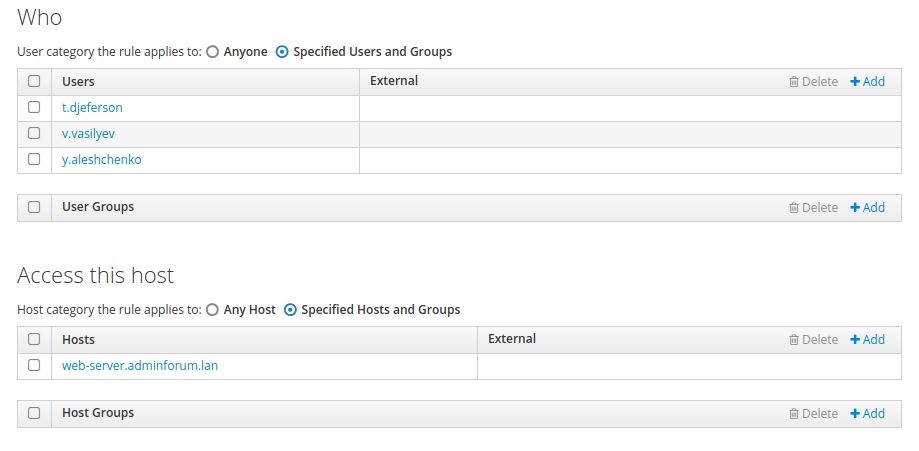 Who
User category the rule applies to: Anyone Specified Users and Groups
Users External Delete Add
t.djeferson
v.vasilyev
y.aleshchenko
User Groups Delete Add
Access this host
Host category the rule applies to: Any Host Specified Hosts and Groups
Hosts External Delete Add
web-server.adminforum.lan
Host Groups Delete Add